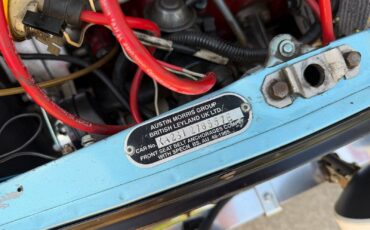 AUSTIN MORRIS GROUP
BRITISH LEYLAND UK LTD.
CAR No
FRONT SEAT BELT ANCHORAGES COMPLY
WITH SPECN. BS. AU 48-1965